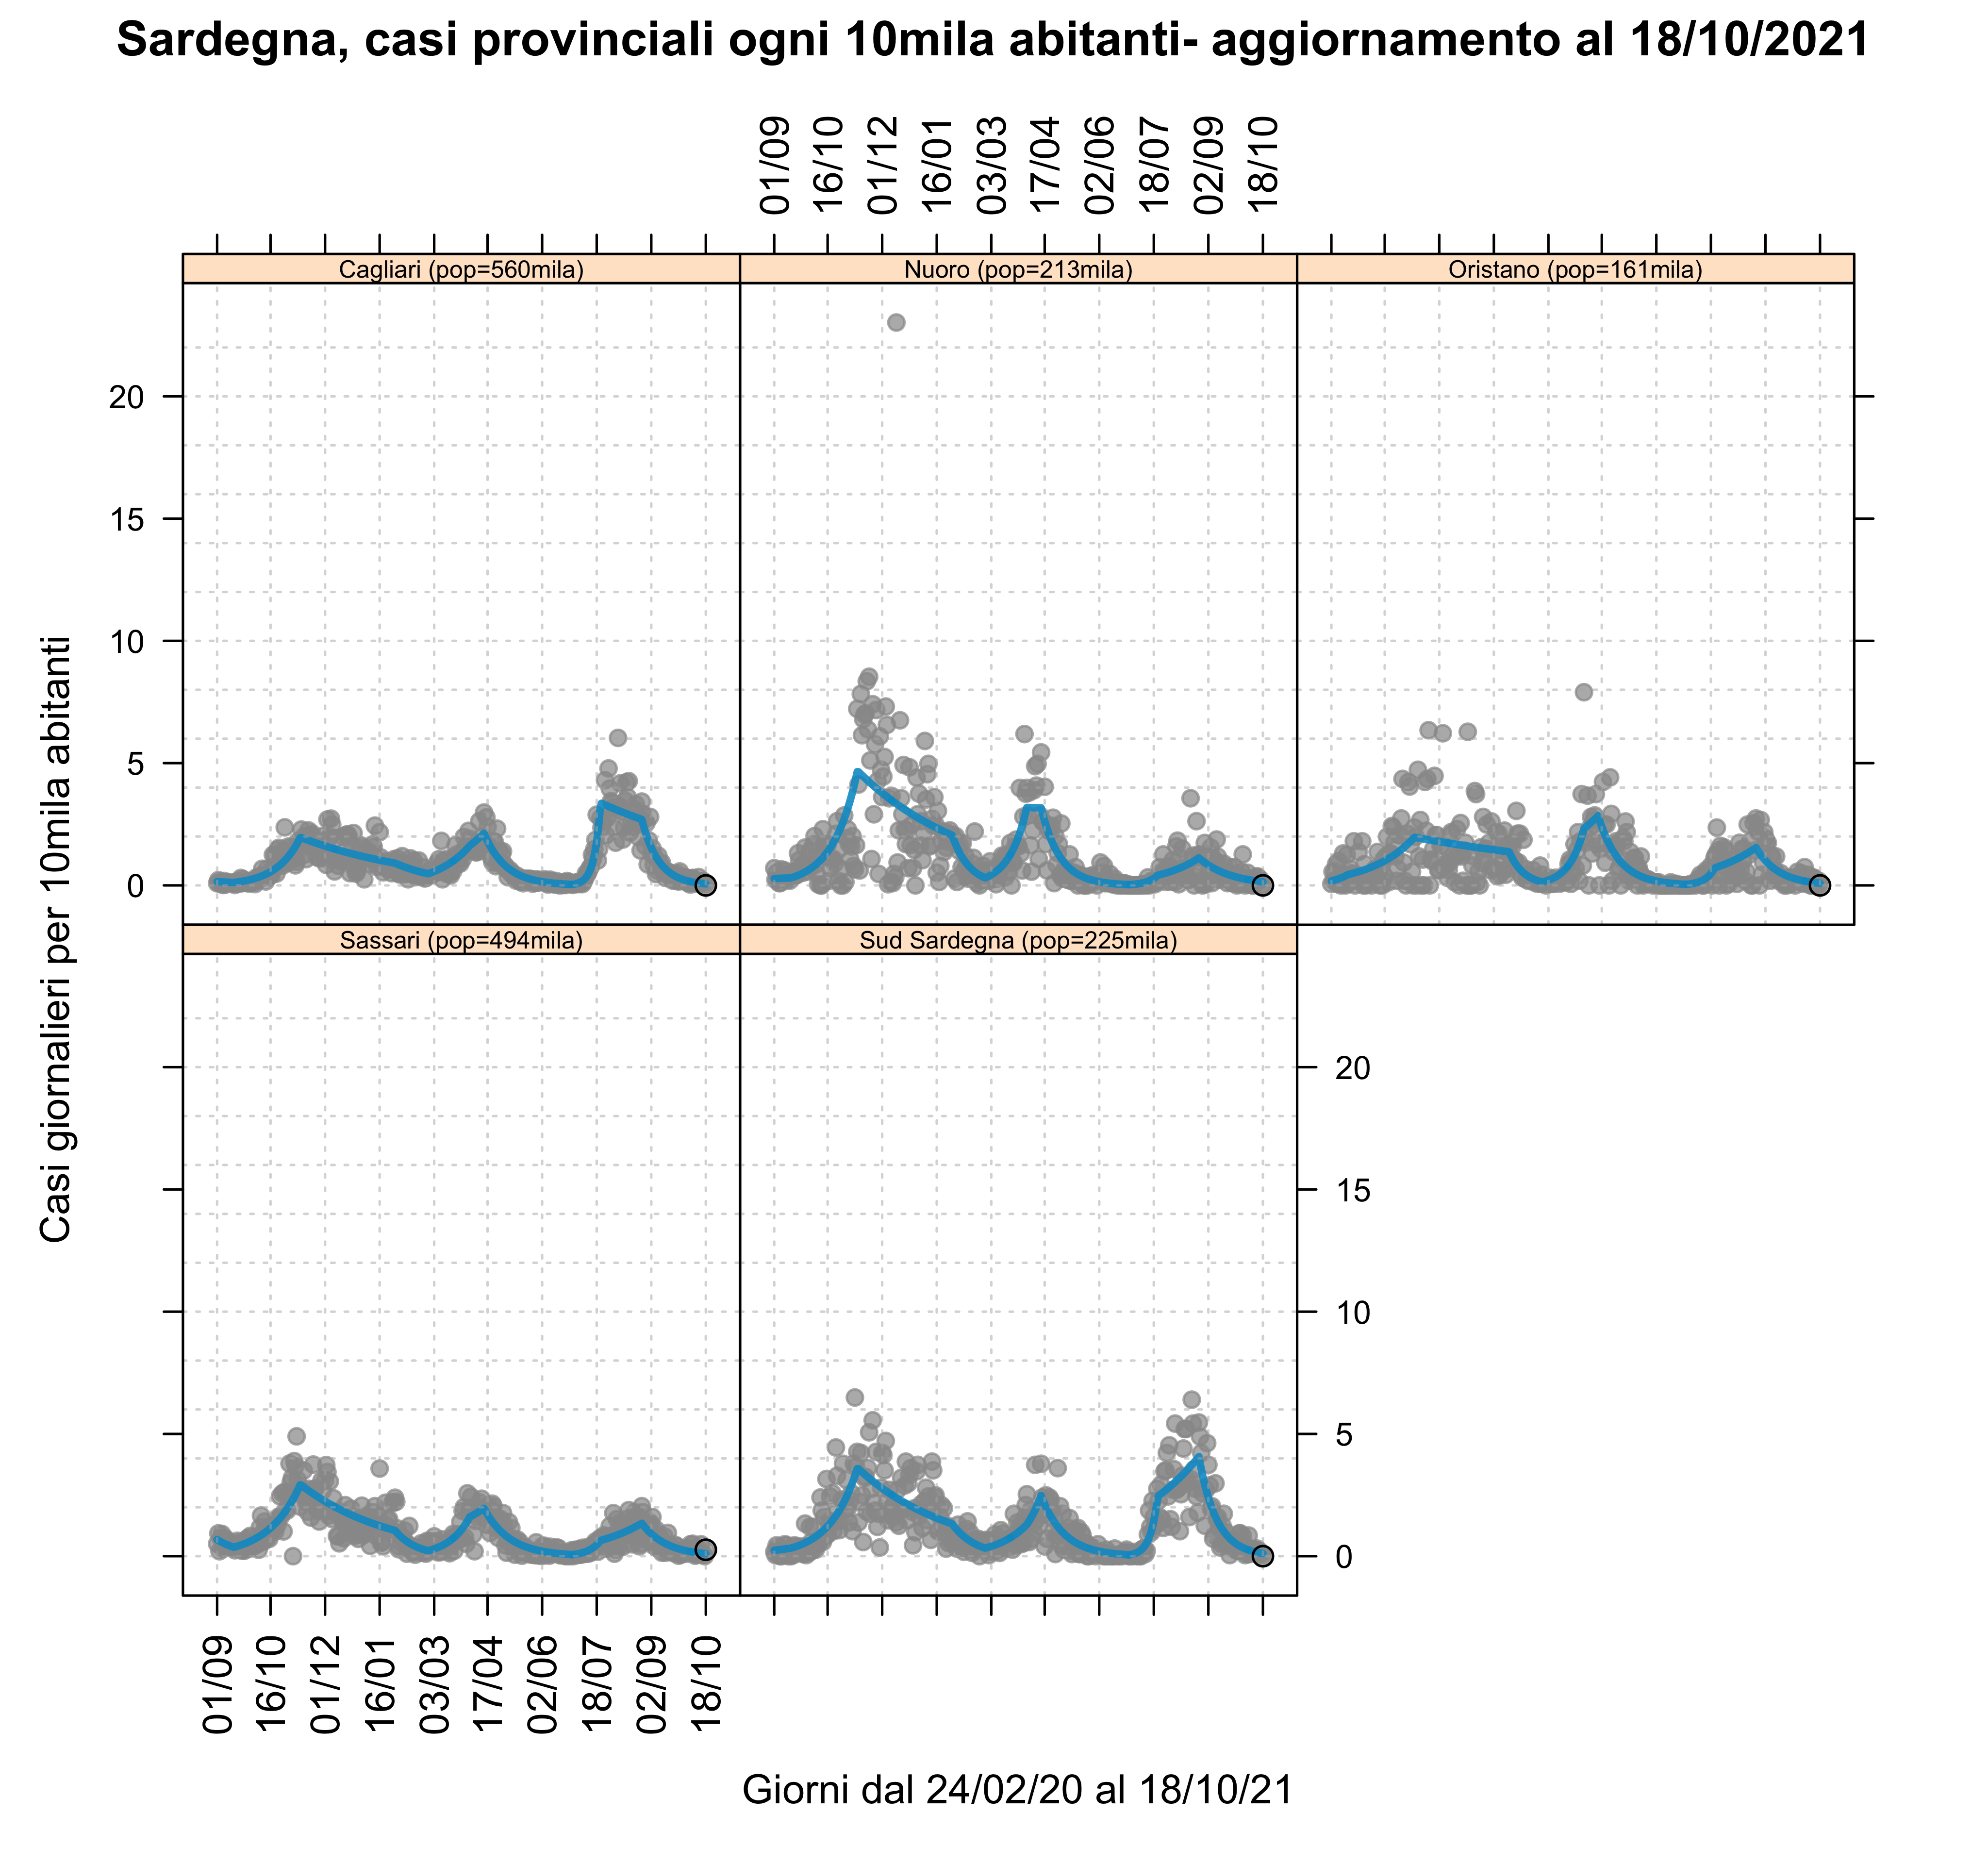 Sardegna, casi provinciali ogni 10mila abitanti- aggiornamento al 18/10/2021
01/09 16/10 01/12 16/01 03/03 17/04 02/06 18/07 02/09 18/10
Cagliari (pop=560mila)
Nuoro (pop=213mila)
Oristano (pop=161mila)
20
15
10
5
0
Casi giornalieri per 10mila abitanti
Sassari (pop=494mila)
Sud Sardegna (pop=225mila)
20
15
10
5
0
01/09 16/10 01/12 16/01 03/03 17/04 02/06 18/07 02/09 18/10
Giorni dal 24/02/20 al 18/10/21